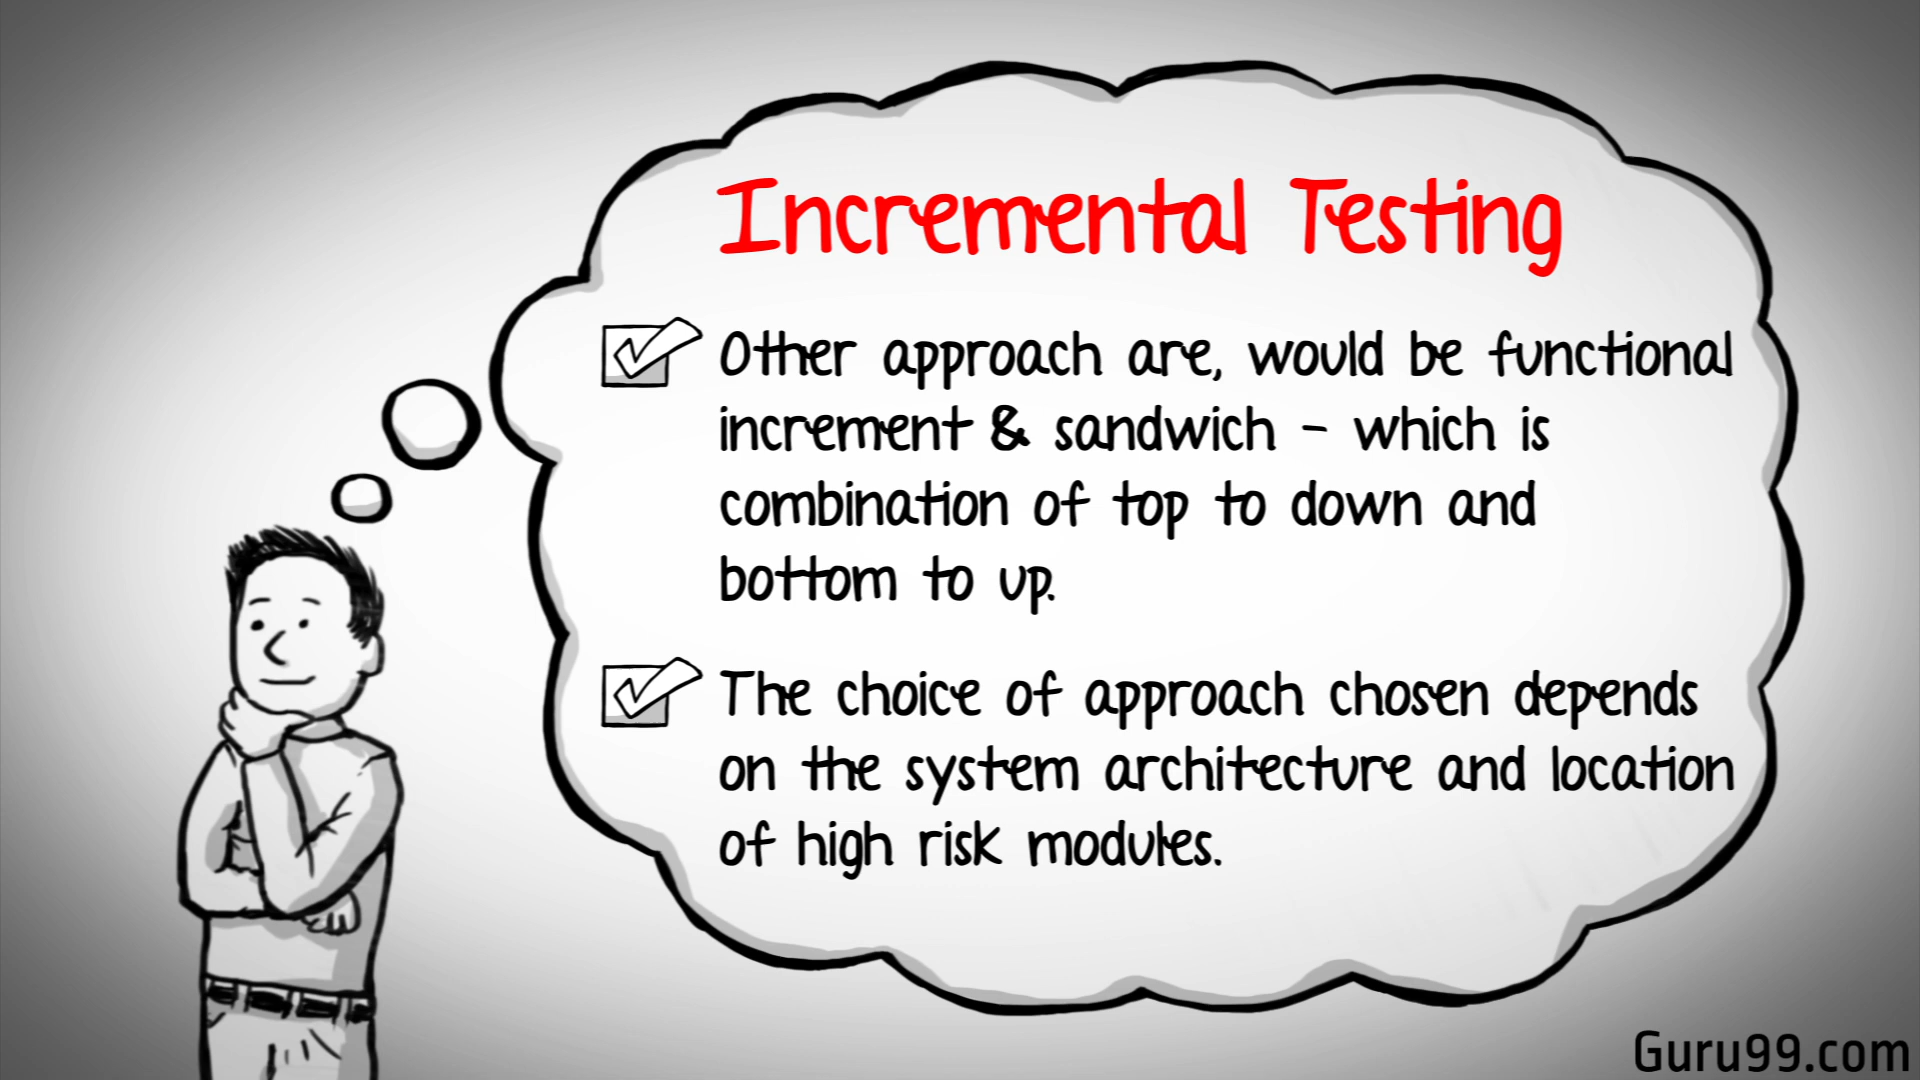 Incremental Testing
Other approach are, would be functional
increment & sandwich - which is
combination of top to down and
bottom to up.
The choice of approach chosen depends
on the system architecture and location
of high risk modules.
Guru99.com